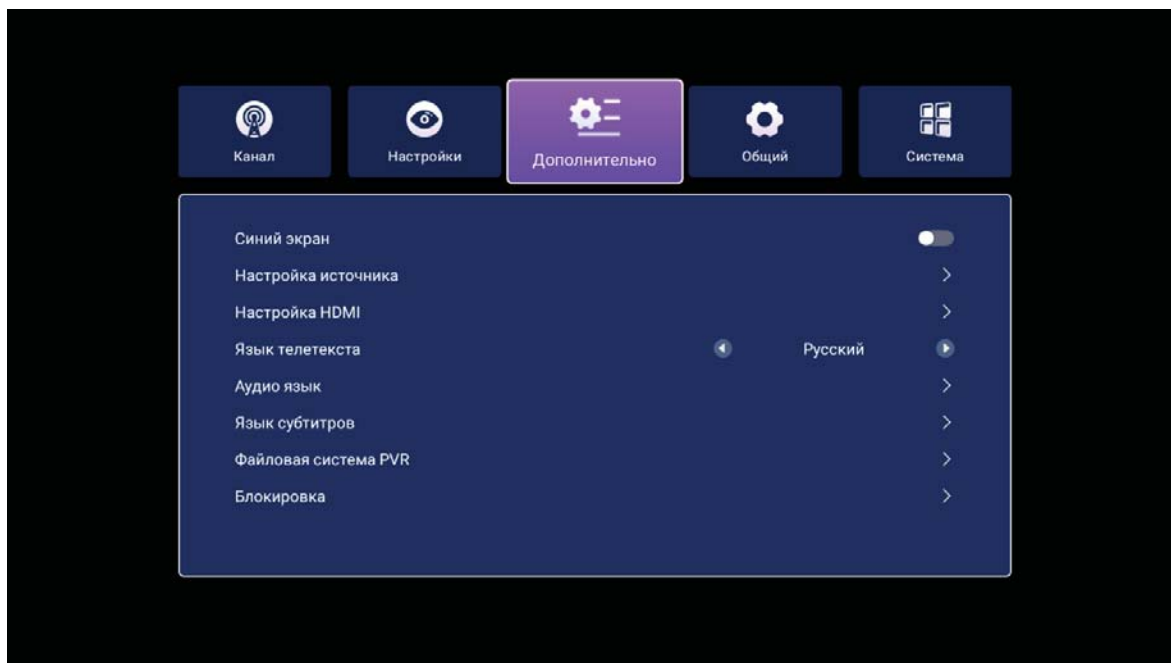 Канал
Настройки
Дополнительно
Общий
Система
Синий экран
Настройка источника
Настройка HDMI
Язык телетекста Русский
Аудио язык
Язык субтитров
Файловая система PVR
Блокировка